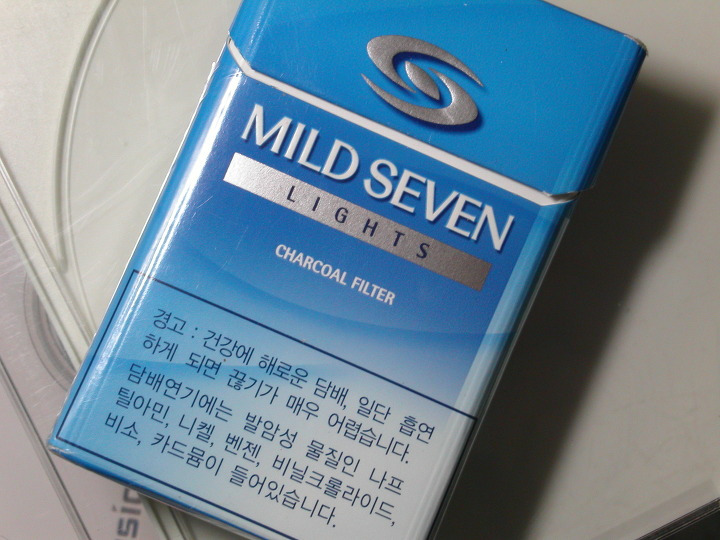 MILD SEVEN
LIGHTS
CHARCOAL FILTER
경고 : 건강에 해로운 담배, 일단 흡연
하게 되면 끊기가 매우 어렵습니다.
담배연기에는 발암성 물질인 나프
틸아민, 니켈, 벤젠, 비닐크롤라이드,
비소, 카드뮴이 들어있습니다.